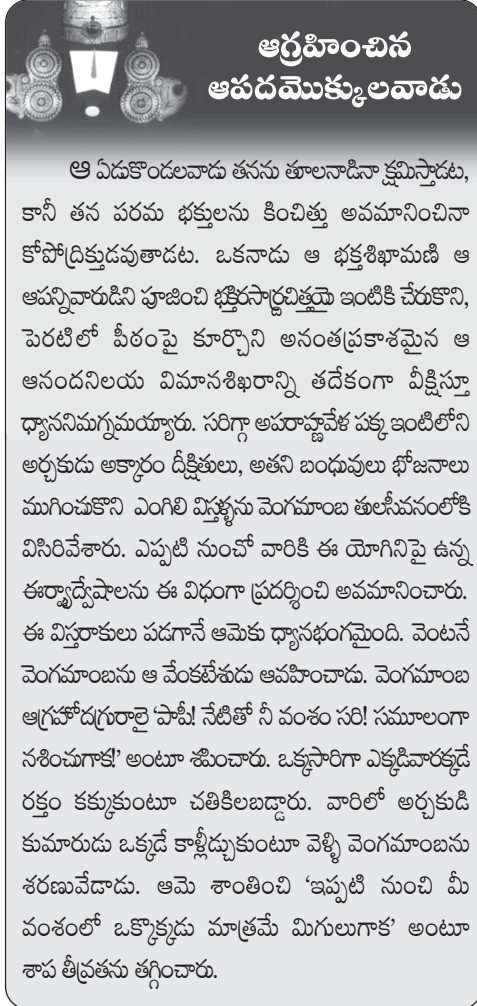 ఆగ్రహించిన
ఆపదమొక్కులవాడు
ఆ ఏడుకొండలవాడు తనను తూలనాడినా క్షమిస్తాడట,
కానీ తన పరమ భక్తులను కించిత్తు అవమానించినా
కోపోద్రిక్తుడవుతాడట. ఒకనాడు ఆ భక్తశిఖామణి ఆ
ఆపన్నివారుడిని పూజించి భక్తిరసార్ద్రచిత్తయై ఇంటికి చేరుకొని,
పెరటిలో పీఠంపై కూర్చొని అనంతప్రకాశమైన ఆ
ఆనందనిలయ విమానశిఖరాన్ని తదేకంగా వీక్షిస్తూ
ధ్యాననిమగ్నమయ్యారు. సరిగ్గా అపరాహ్ణవేళ పక్క ఇంటిలోని
అర్చకుడు అక్కారం దీక్షితులు, అతని బంధువులు భోజనాలు
ముగించుకొని ఎంగిలి విస్తళ్ళను వెంగమాంబ తులసీవనంలోకి
విసిరివేశారు. ఎప్పటి నుంచో వారికి ఈ యోగినిపై ఉన్న
ఈర్ష్యాద్వేషాలను ఈ విధంగా ప్రదర్శించి అవమానించారు.
ఈ విస్తరాకులు పడగానే ఆమెకు ధ్యానభంగమైంది. వెంటనే
వెంగమాంబను ఆ వేంకటేశుడు ఆవహించాడు. వెంగమాంబ
ఆగ్రహోదగ్రురాలై ‘పాపీ! నేటితో నీ వంశం సరి! సమూలంగా
నశించుగాక!’ అంటూ శపించారు. ఒక్కసారిగా ఎక్కడివారక్కడే
రక్తం కక్కుకుంటూ చతికిలబడ్డారు. వారిలో అర్చకుడి
కుమారుడు ఒక్కడే కాళ్లీడ్చుకుంటూ వెళ్ళి వెంగమాంబను
శరణువేడాడు. ఆమె శాంతించి ‘ఇప్పటి నుంచి మీ
వంశంలో ఒక్కొక్కడు మాత్రమే మిగులుగాక’ అంటూ
శాప తీవ్రతను తగ్గించారు.